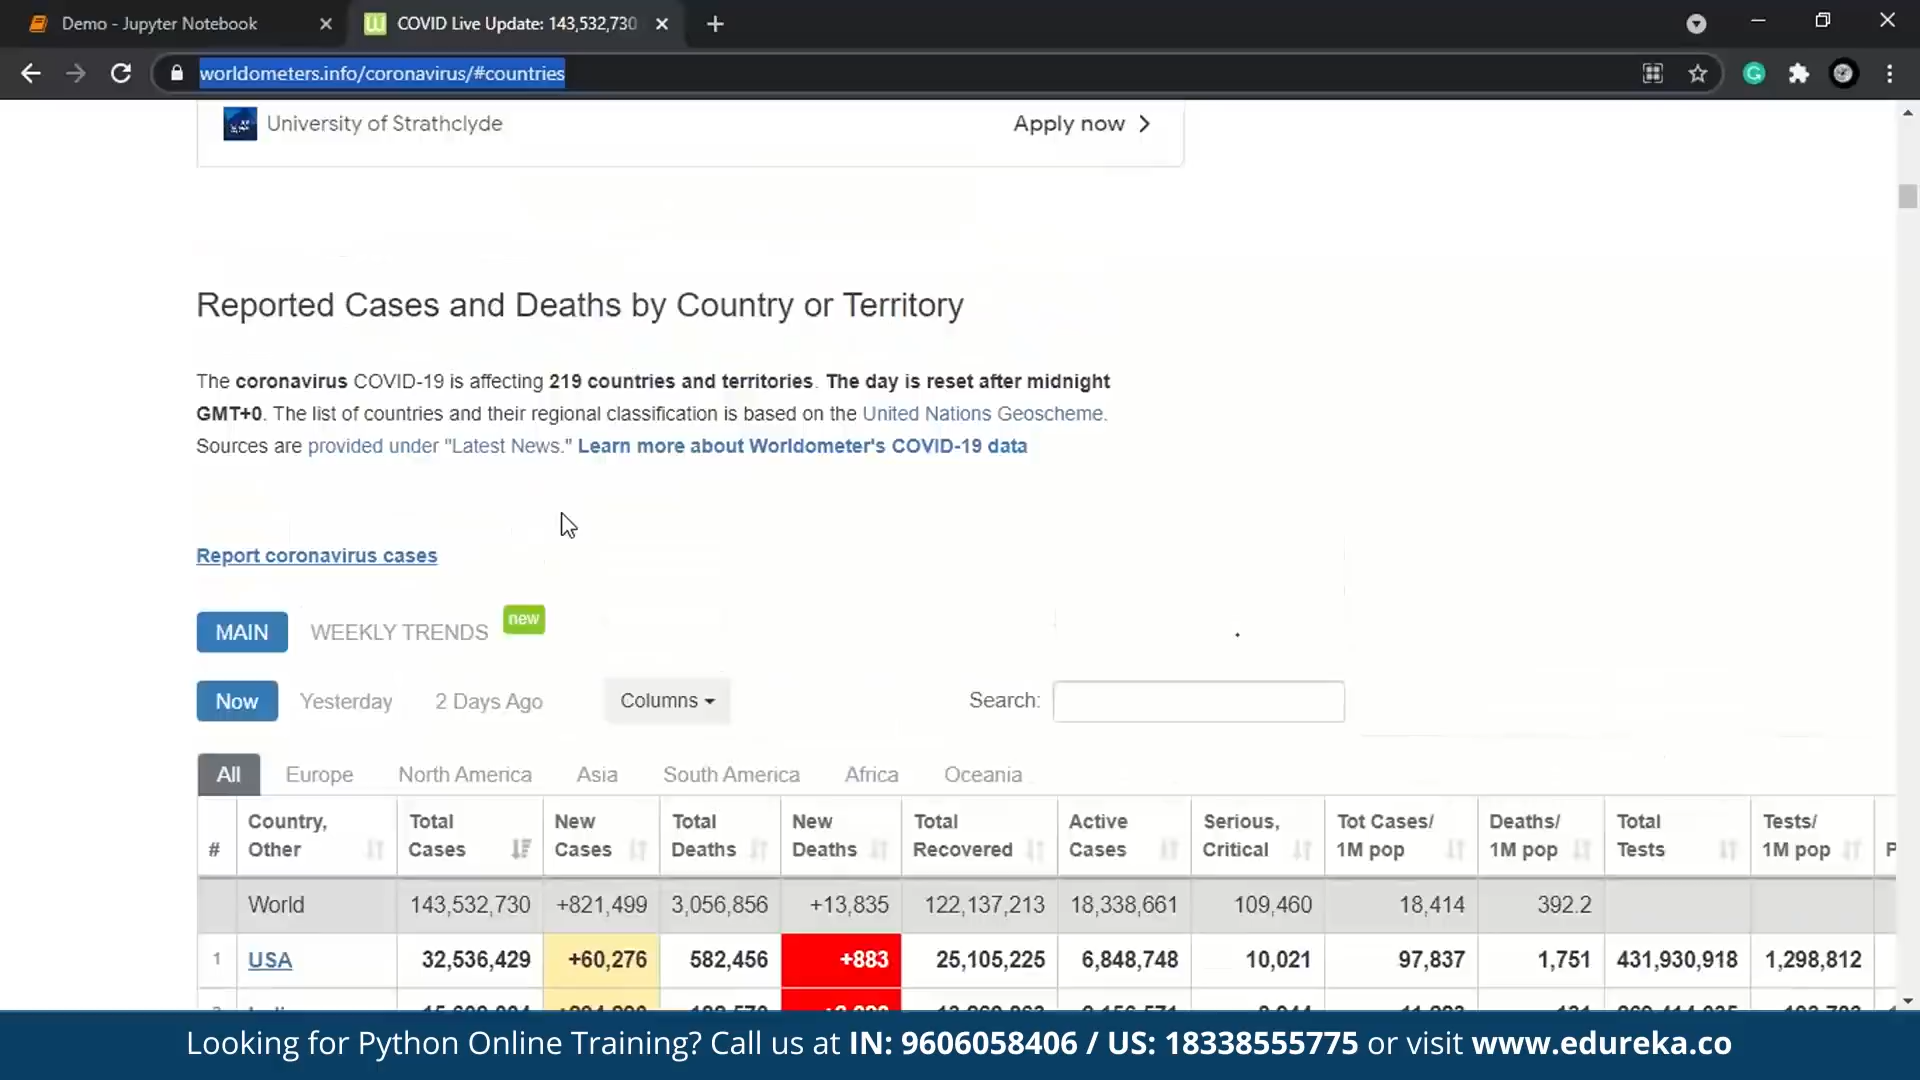 Demo - Jupyter Notebook
COVID Live Update: 143,532,730
worldometers.info/coronavirus/#countries
University of Strathclyde
Apply now
Reported Cases and Deaths by Country or Territory
The coronavirus COVID-19 is affecting 219 countries and territories. The day is reset after midnight
GMT+0. The list of countries and their regional classification is based on the United Nations Geoscheme.
Sources are provided under "Latest News." Learn more about Worldometer's COVID-19 data
Report coronavirus cases
MAIN WEEKLY TRENDS new
Now Yesterday 2 Days Ago Columns Search:
All Europe North America Asia South America Africa Oceania
# Country, Other Total Cases New Cases Total Deaths New Deaths Total Recovered Active Cases Serious, Critical Tot Cases/ 1M pop Deaths/ 1M pop Total Tests Tests/ 1M pop P
World 143,532,730 +821,499 3,056,856 +13,835 122,137,213 18,338,661 109,460 18,414 392.2
1 USA 32,536,429 +60,276 582,456 +883 25,105,225 6,848,748 10,021 97,837 1,751 431,930,918 1,298,812
Looking for Python Online Training? Call us at IN: 9606058406 / US: 18338555775 or visit www.edureka.co